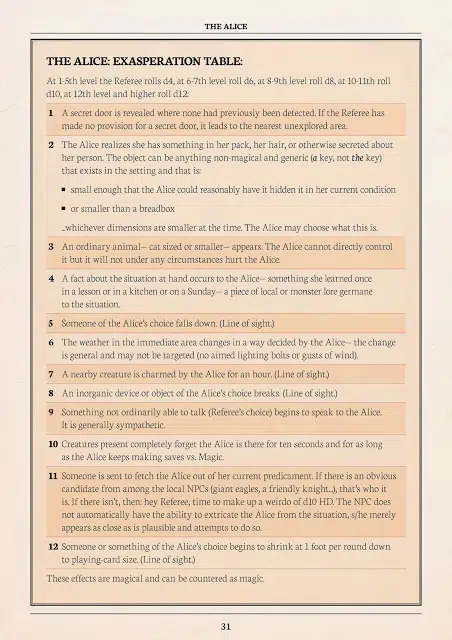 THE ALICE
THE ALICE: EXASPERATION TABLE:
At 1-5th level the Referee rolls d4, at 6-7th level roll d6, at 8-9th level roll d8, at 10-11th roll
d10, at 12th level and higher roll d12:
1 A secret door is revealed where none had previously been detected. If the Referee has
made no provision for a secret door, it leads to the nearest unexplored area.
2 The Alice realizes she has something in her pack, her hair, or otherwise secreted about
her person. The object can be anything non-magical and generic (a key, not the key)
that exists in the setting and that is:
▪ small enough that the Alice could reasonably have it hidden it in her current condition
▪ or smaller than a breadbox
..whichever dimensions are smaller at the time. The Alice may choose what this is.
3 An ordinary animal— cat sized or smaller— appears. The Alice cannot directly control
it but it will not under any circumstances hurt the Alice.
4 A fact about the situation at hand occurs to the Alice— something she learned once
in a lesson or in a kitchen or on a Sunday— a piece of local or monster lore germane
to the situation.
5 Someone of the Alice's choice falls down. (Line of sight.)
6 The weather in the immediate area changes in a way decided by the Alice— the change
is general and may not be targeted (no aimed lighting bolts or gusts of wind).
7 A nearby creature is charmed by the Alice for an hour. (Line of sight.)
8 An inorganic device or object of the Alice's choice breaks. (Line of sight.)
9 Something not ordinarily able to talk (Referee's choice) begins to speak to the Alice.
It is generally sympathetic.
10 Creatures present completely forget the Alice is there for ten seconds and for as long
as the Alice keeps making saves vs. Magic.
11 Someone is sent to fetch the Alice out of her current predicament. If there is an obvious
candidate from among the local NPCs (giant eagles, a friendly knight...), that's who it
is. If there isn't, then: hey Referee, time to make up a weirdo of d10 HD. The NPC does
not automatically have the ability to extricate the Alice from the situation, s/he merely
appears as close as is plausible and attempts to do so.
12 Someone or something of the Alice's choice begins to shrink at 1 foot per round down
to playing-card size. (Line of sight.)
These effects are magical and can be countered as magic.
31